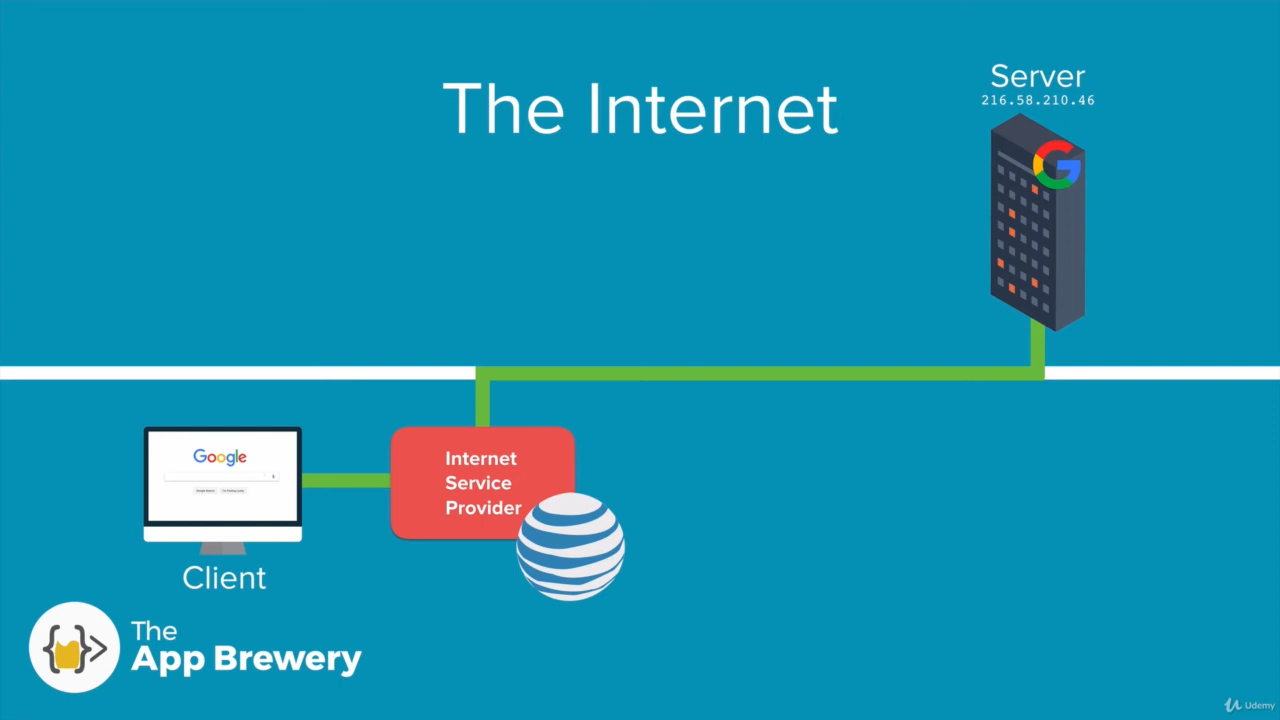 The Internet
Server
216.58.210.46
Google
Internet
Service
Provider
Client
The
App Brewery
Udemy